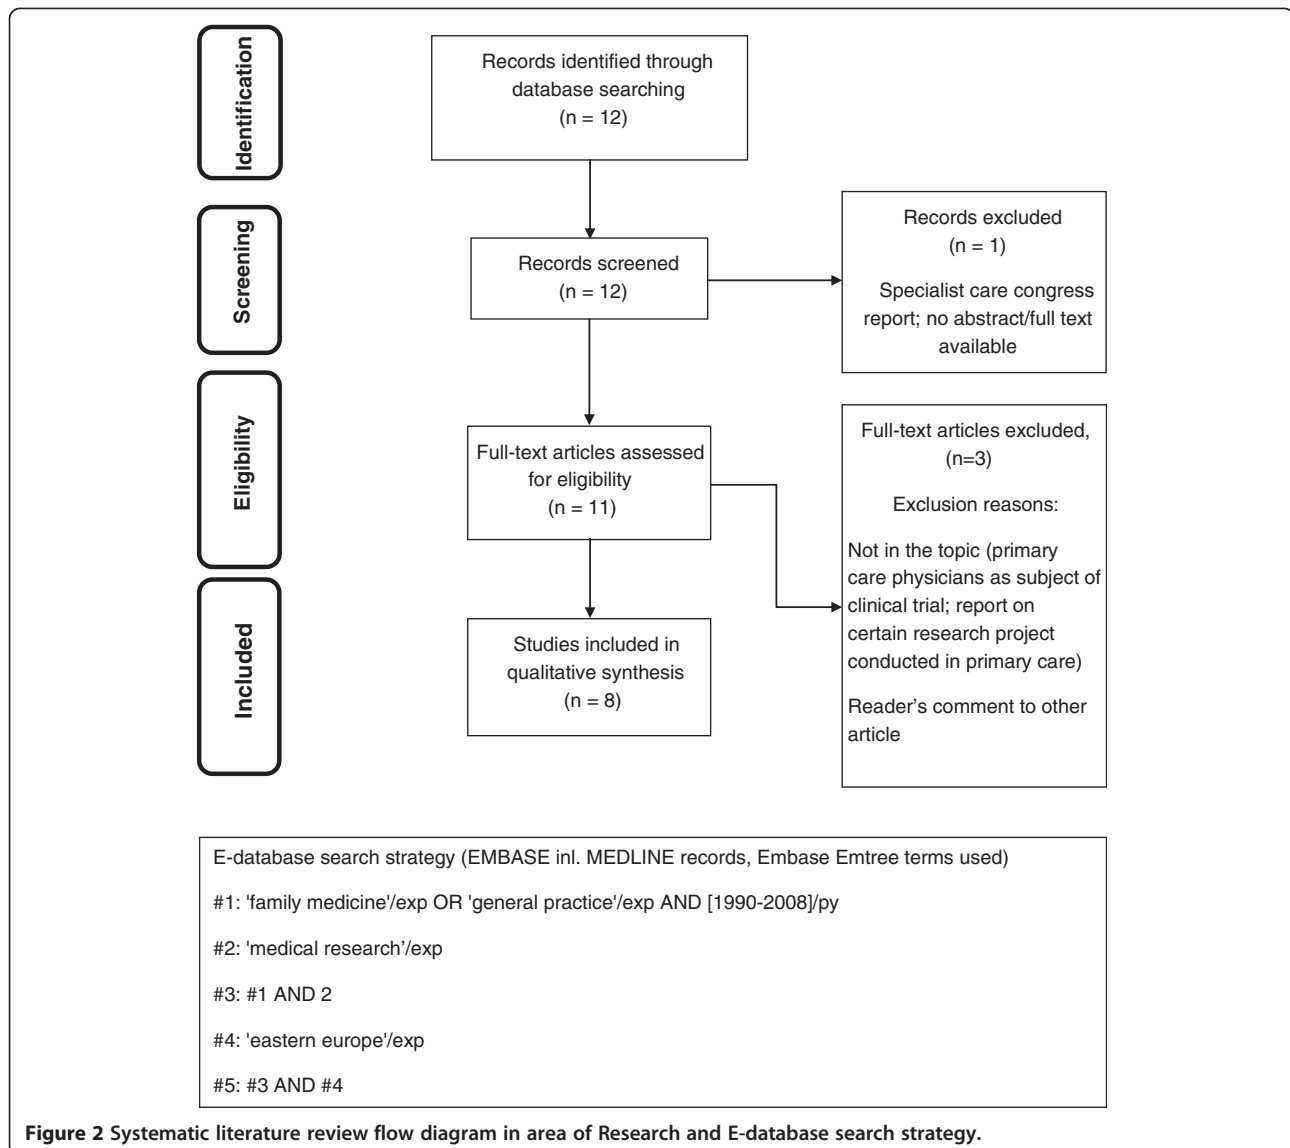 Identification
Records identified through
database searching
(n = 12)
Screening
Records screened
(n = 12)
Records excluded
(n = 1)
Specialist care congress
report; no abstract/full text
available
Eligibility
Full-text articles assessed
for eligibility
(n = 11)
Full-text articles excluded,
(n=3)
Exclusion reasons:
Not in the topic (primary
care physicians as subject of
clinical trial; report on
certain research project
conducted in primary care)
Reader's comment to other
article
Included
Studies included in
qualitative synthesis
(n = 8)
E-database search strategy (EMBASE inl. MEDLINE records, Embase Emtree terms used)
#1: 'family medicine'/exp OR 'general practice'/exp AND [1990-2008]/py
#2: 'medical research’/exp
#3: #1 AND 2
#4: 'eastern europe'/exp
#5: #3 AND #4
Figure 2 Systematic literature review flow diagram in area of Research and E-database search strategy.